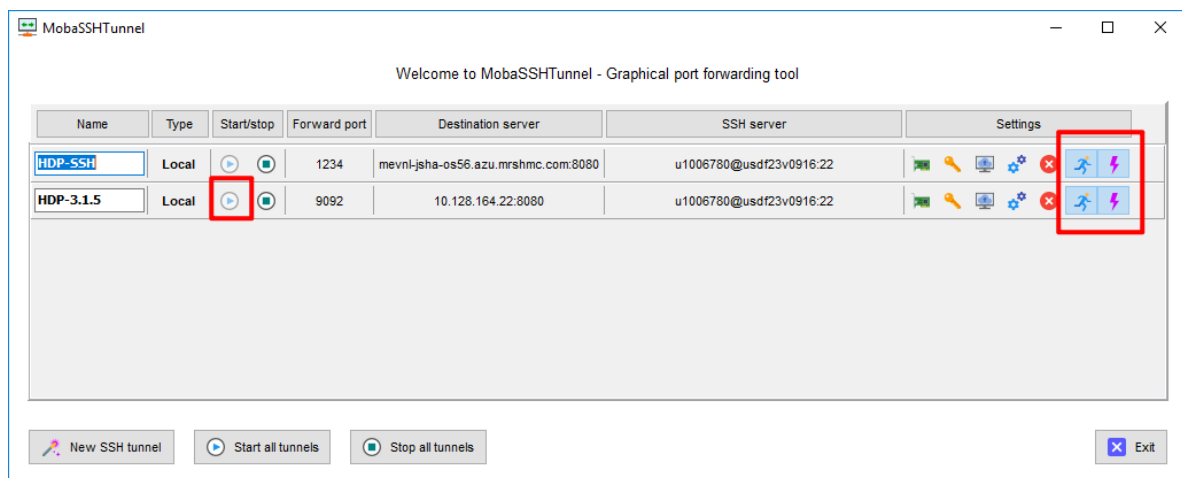 MobaSSHTunnel
Welcome to MobaSSHTunnel - Graphical port forwarding tool
Name Type Start/stop Forward port Destination server SSH server Settings
HDP-SSH Local 1234 mevnl-jsha-os56.azu.mrshmc.com:8080 u1006780@usdf23v0916:22
HDP-3.1.5 Local 9092 10.128.164.22:8080 u1006780@usdf23v0916:22
New SSH tunnel Start all tunnels Stop all tunnels Exit